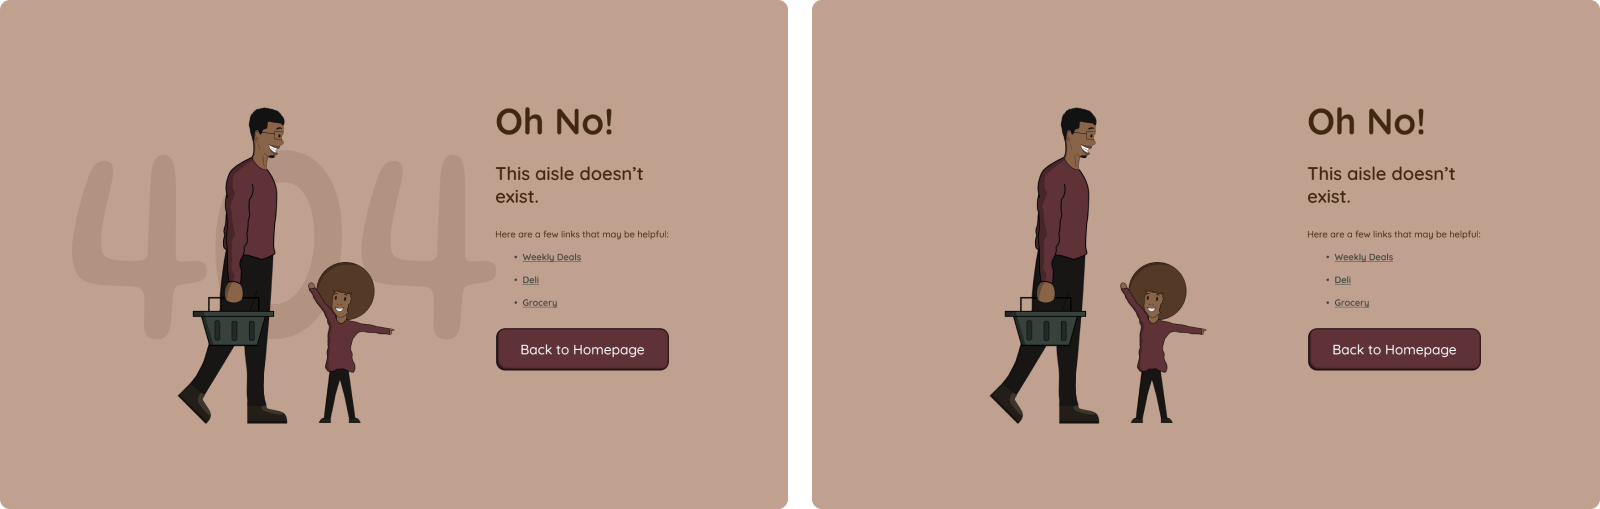 404
Oh No!
This aisle doesn’t
exist.
Here are a few links that may be helpful:
• Weekly Deals
• Deli
• Grocery
Back to Homepage
Oh No!
This aisle doesn’t
exist.
Here are a few links that may be helpful:
• Weekly Deals
• Deli
• Grocery
Back to Homepage